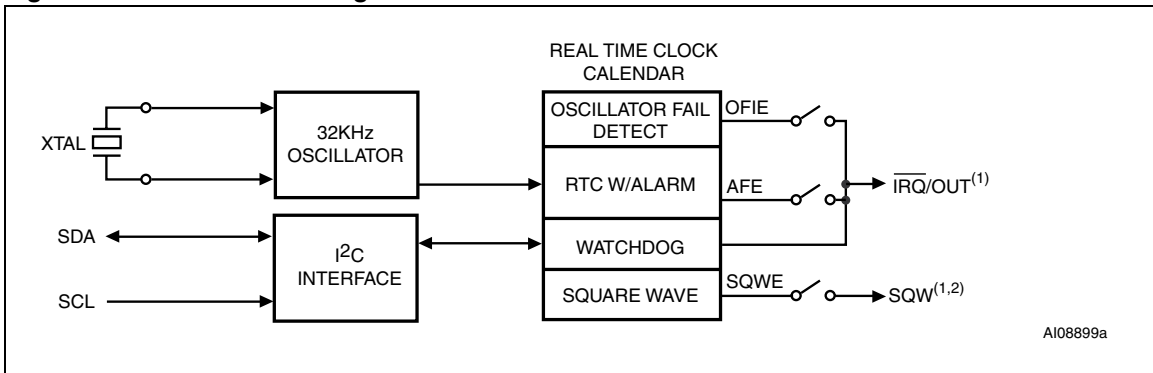 REAL TIME CLOCK
CALENDAR
XTAL
32KHz
OSCILLATOR
OSCILLATOR FAIL
DETECT
OFIE
RTC W/ALARM
AFE
IRQ/OUT(1)
SDA
SCL
I2C
INTERFACE
WATCHDOG
SQUARE WAVE
SQWE
SQW(1,2)
AI08899a